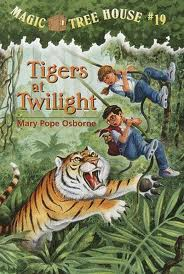 MAGIC TREE HOUSE #19
Tigers
at Twilight
Mary Pope Osborne